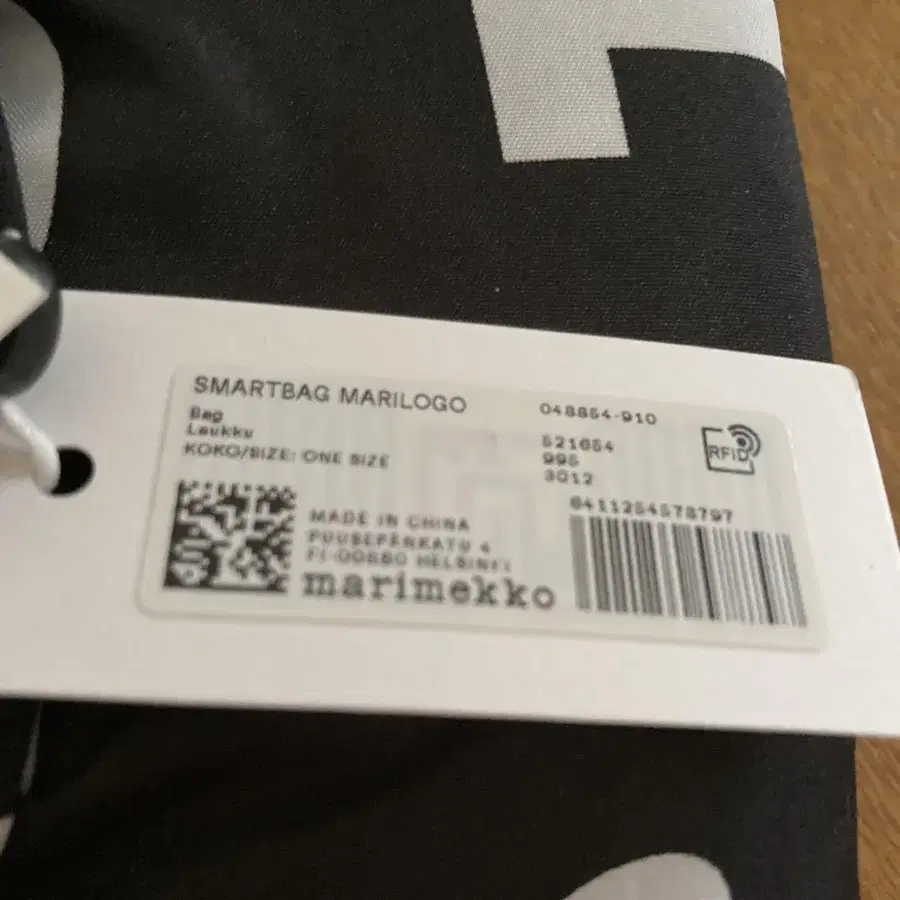 SMARTBAG MARILOGO
048854-910
Bag
Laukku
KOKO/SIZE: ONE SIZE
521654
995
3012
RFID
6411254578797
MADE IN CHINA
PUUSEPÄNKATU 4
FI-00880 HELSINKI
marimekko